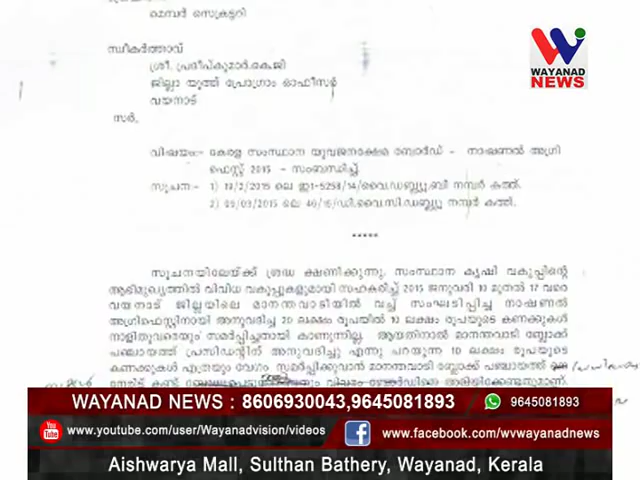 മെമ്പർ സെക്രട്ടറി
സ്വീകർത്താവ്
ശ്രീ. പ്രദീപ്കുമാർ.കെ.ജി
ജില്ലാ യൂത്ത് പ്രോഗ്രാം ഓഫീസർ
വയനാട്
സർ,
വിഷയം:- കേരള സംസ്ഥാന യുവജനക്ഷേമ ബോർഡ് - നാഷണൽ അഗ്രി
ഫെസ്റ്റ് 2015 - സംബന്ധിച്ച്
സൂചന - 1) 19/2/2015 ലെ ഇ1-5258/14/വൈ.ഡബ്ല്യു.ബി നമ്പർ കത്ത്.
2) 05/03/2015 ലെ 40/15/ഡി.വൈ.സി.ഡബ്ല്യു നമ്പർ കത്ത്.
*****
സൂചനയിലേയ്ക്ക് ശ്രദ്ധ ക്ഷണിക്കുന്നു. സംസ്ഥാന കൃഷി വകുപ്പിന്റെ
ആഭിമുഖ്യത്തിൽ വിവിധ വകുപ്പുകളുമായി സഹകരിച്ച് 2015 ജനുവരി 10 മുതൽ 17 വരെ
വയനാട് ജില്ലയിലെ മാനന്തവാടിയിൽ വച്ച് സംഘടിപ്പിച്ച നാഷണൽ
അഗ്രിഫെസ്റ്റിനായി അനുവദിച്ച 20 ലക്ഷം രൂപയിൽ 10 ലക്ഷം രൂപയുടെ കണക്കുകൾ
നാളിതുവരെയും സമർപ്പിച്ചതായി കാണുന്നില്ല. ആയതിനാൽ മാനന്തവാടി ബ്ലോക്ക്
പഞ്ചായത്ത് പ്രസിഡന്റിന് അനുവദിച്ചു എന്നു പറയുന്ന 10 ലക്ഷം രൂപയുടെ
കണക്കുകൾ എത്രയും വേഗം സമർപ്പിക്കുവാൻ മാനന്തവാടി ബ്ലോക്ക് പഞ്ചായത്ത്
WAYANAD
NEWS
WAYANAD NEWS : 8606930043,9645081893
9645081893
You Tube
www.youtube.com/user/Wayanadvision/videos
www.facebook.com/wvwayanadnews
Aishwarya Mall, Sulthan Bathery, Wayanad, Kerala